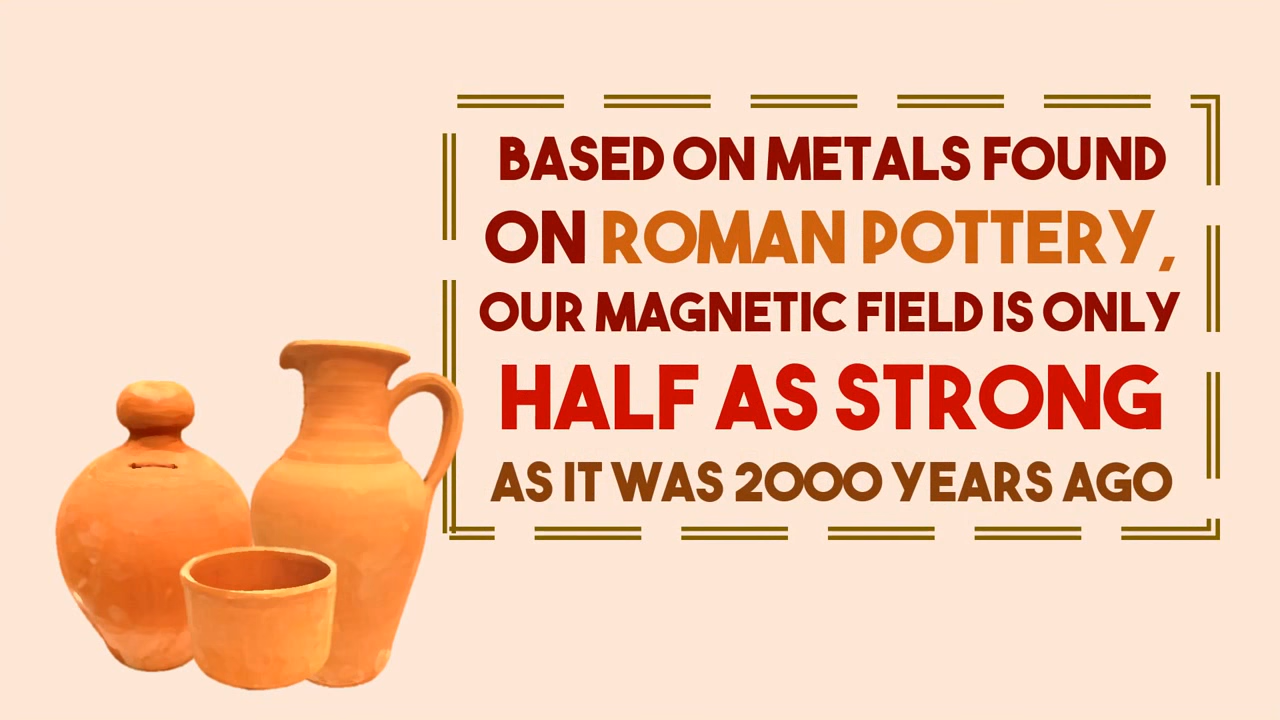 BASED ON METALS FOUND
ON ROMAN POTTERY,
OUR MAGNETIC FIELD IS ONLY
HALF AS STRONG
AS IT WAS 2000 YEARS AGO